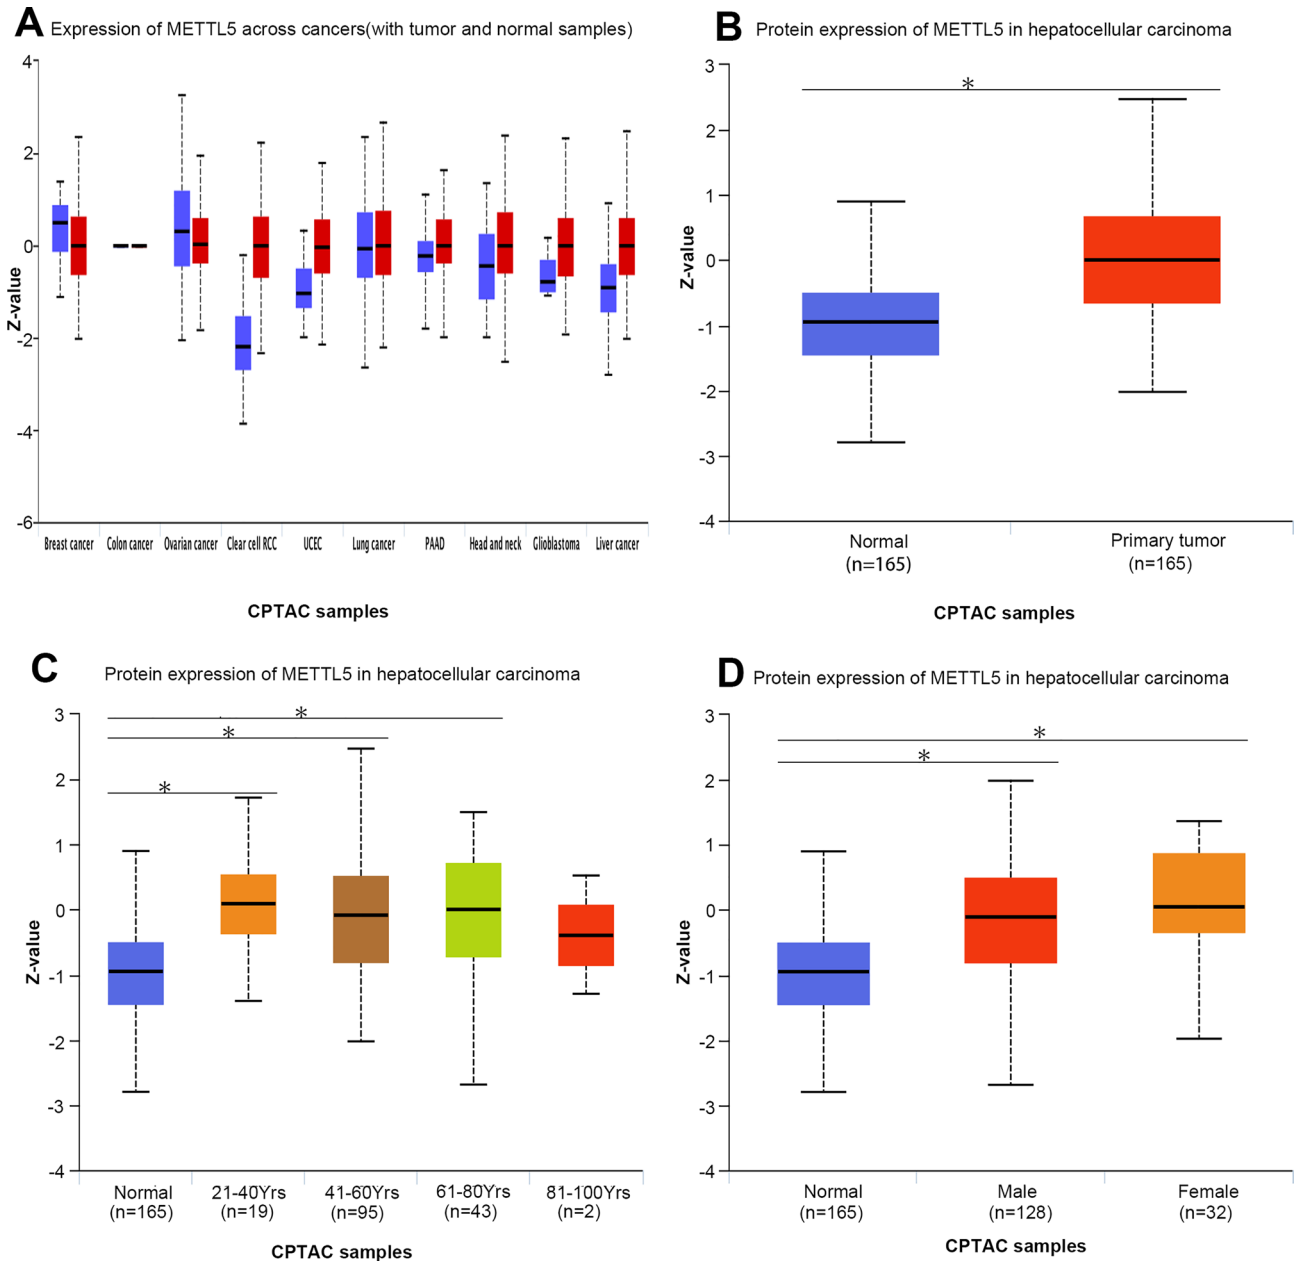 A Expression of METTL5 across cancers(with tumor and normal samples)
4
2
0
-2
-4
-6
Z-value
Breast cancer Colon cancer Ovarian cancer Clear cell RCC UCEC Lung cancer PAAD Head and neck Glioblastoma Liver cancer
CPTAC samples
B Protein expression of METTL5 in hepatocellular carcinoma
*
3
2
1
0
-1
-2
-3
-4
Z-value
Normal Primary tumor
(n=165) (n=165)
CPTAC samples
C Protein expression of METTL5 in hepatocellular carcinoma
*
*
*
3
2
1
0
-1
-2
-3
-4
Z-value
Normal 21-40Yrs 41-60Yrs 61-80Yrs 81-100Yrs
(n=165) (n=19) (n=95) (n=43) (n=2)
CPTAC samples
D Protein expression of METTL5 in hepatocellular carcinoma
*
*
3
2
1
0
-1
-2
-3
-4
Z-value
Normal Male Female
(n=165) (n=128) (n=32)
CPTAC samples